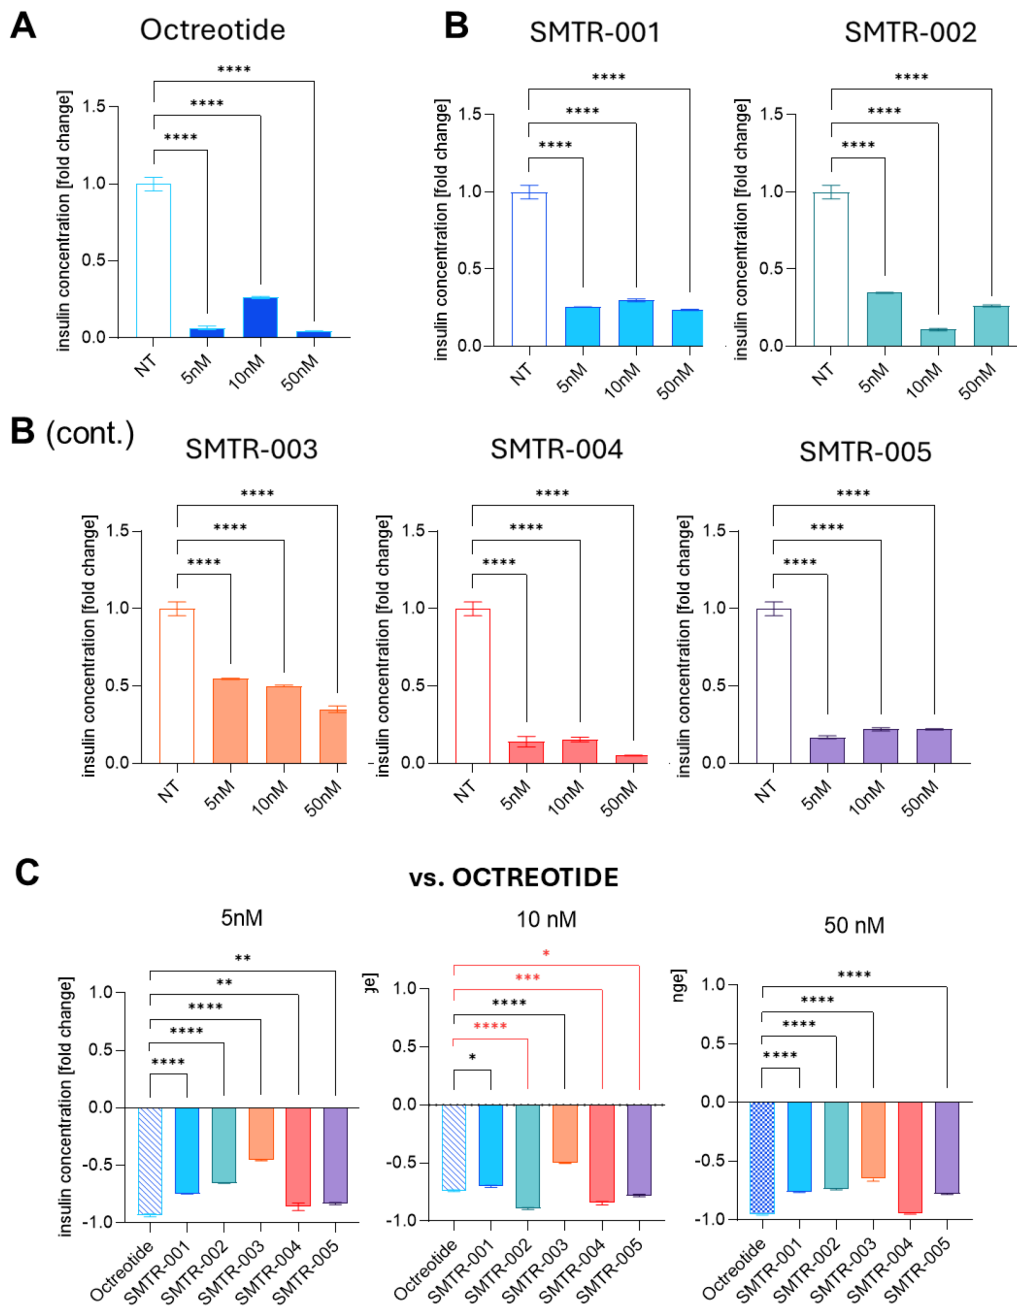 A
Octreotide
insulin concentration [fold change]
1.5
1.0
0.5
0.0
****
****
****
NT
5nM
10nM
50nM
B
SMTR-001
insulin concentration [fold change]
1.5
1.0
0.5
0.0
****
****
****
NT
5nM
10nM
50nM
SMTR-002
insulin concentration [fold change]
1.5
1.0
0.5
0.0
****
****
****
NT
5nM
10nM
50nM
B (cont.)
SMTR-003
insulin concentration [fold change]
1.5
1.0
0.5
0.0
****
****
****
NT
5nM
10nM
50nM
SMTR-004
insulin concentration [fold change]
1.5
1.0
0.5
0.0
****
****
****
NT
5nM
10nM
50nM
SMTR-005
insulin concentration [fold change]
1.5
1.0
0.5
0.0
****
****
****
NT
5nM
10nM
50nM
C
vs. OCTREOTIDE
5nM
insulin concentration [fold change]
1.0
0.5
0.0
-0.5
-1.0
**
**
****
****
****
Octreotide
SMTR-001
SMTR-002
SMTR-003
SMTR-004
SMTR-005
10 nM
ge]
1.0
0.5
0.0
-0.5
-1.0
*
***
****
****
*
Octreotide
SMTR-001
SMTR-002
SMTR-003
SMTR-004
SMTR-005
50 nM
nge]
1.0
0.5
0.0
-0.5
-1.0
****
****
****
****
Octreotide
SMTR-001
SMTR-002
SMTR-003
SMTR-004
SMTR-005